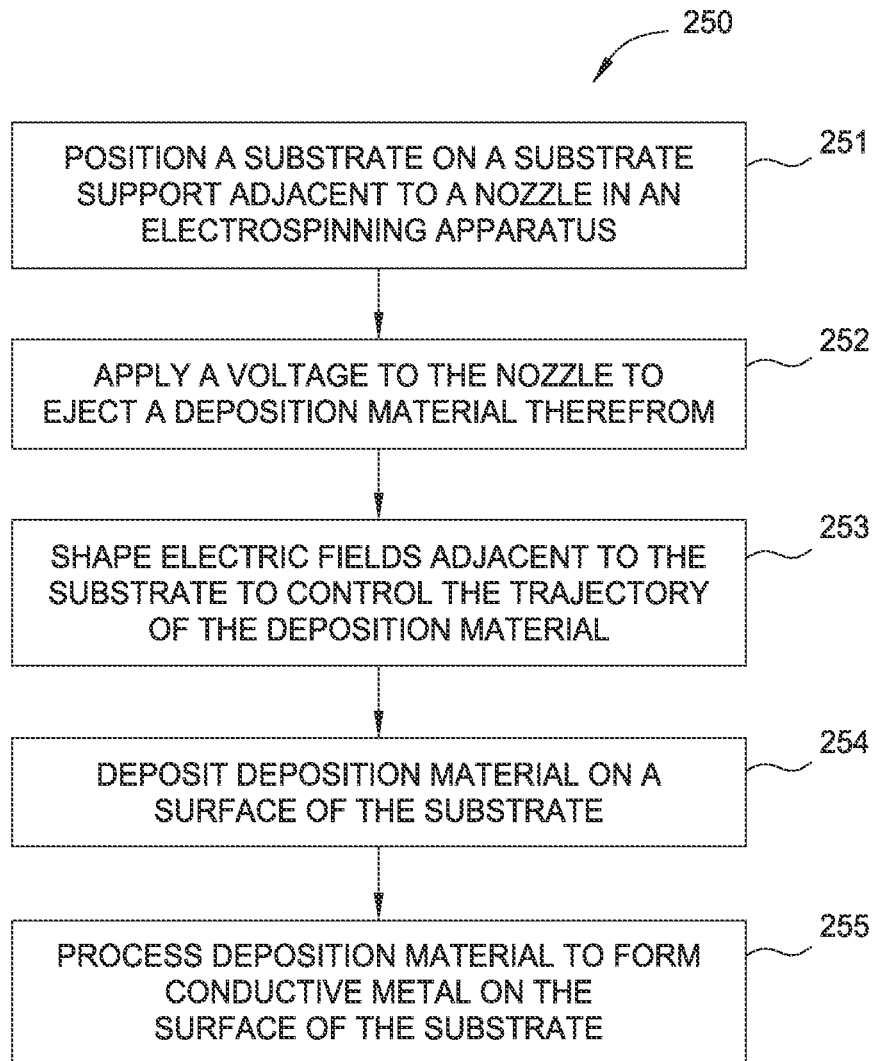 250
POSITION A SUBSTRATE ON A SUBSTRATE
SUPPORT ADJACENT TO A NOZZLE IN AN
ELECTROSPINNING APPARATUS
251
APPLY A VOLTAGE TO THE NOZZLE TO
EJECT A DEPOSITION MATERIAL THEREFROM
252
SHAPE ELECTRIC FIELDS ADJACENT TO THE
SUBSTRATE TO CONTROL THE TRAJECTORY
OF THE DEPOSITION MATERIAL
253
DEPOSIT DEPOSITION MATERIAL ON A
SURFACE OF THE SUBSTRATE
254
PROCESS DEPOSITION MATERIAL TO FORM
CONDUCTIVE METAL ON THE
SURFACE OF THE SUBSTRATE
255